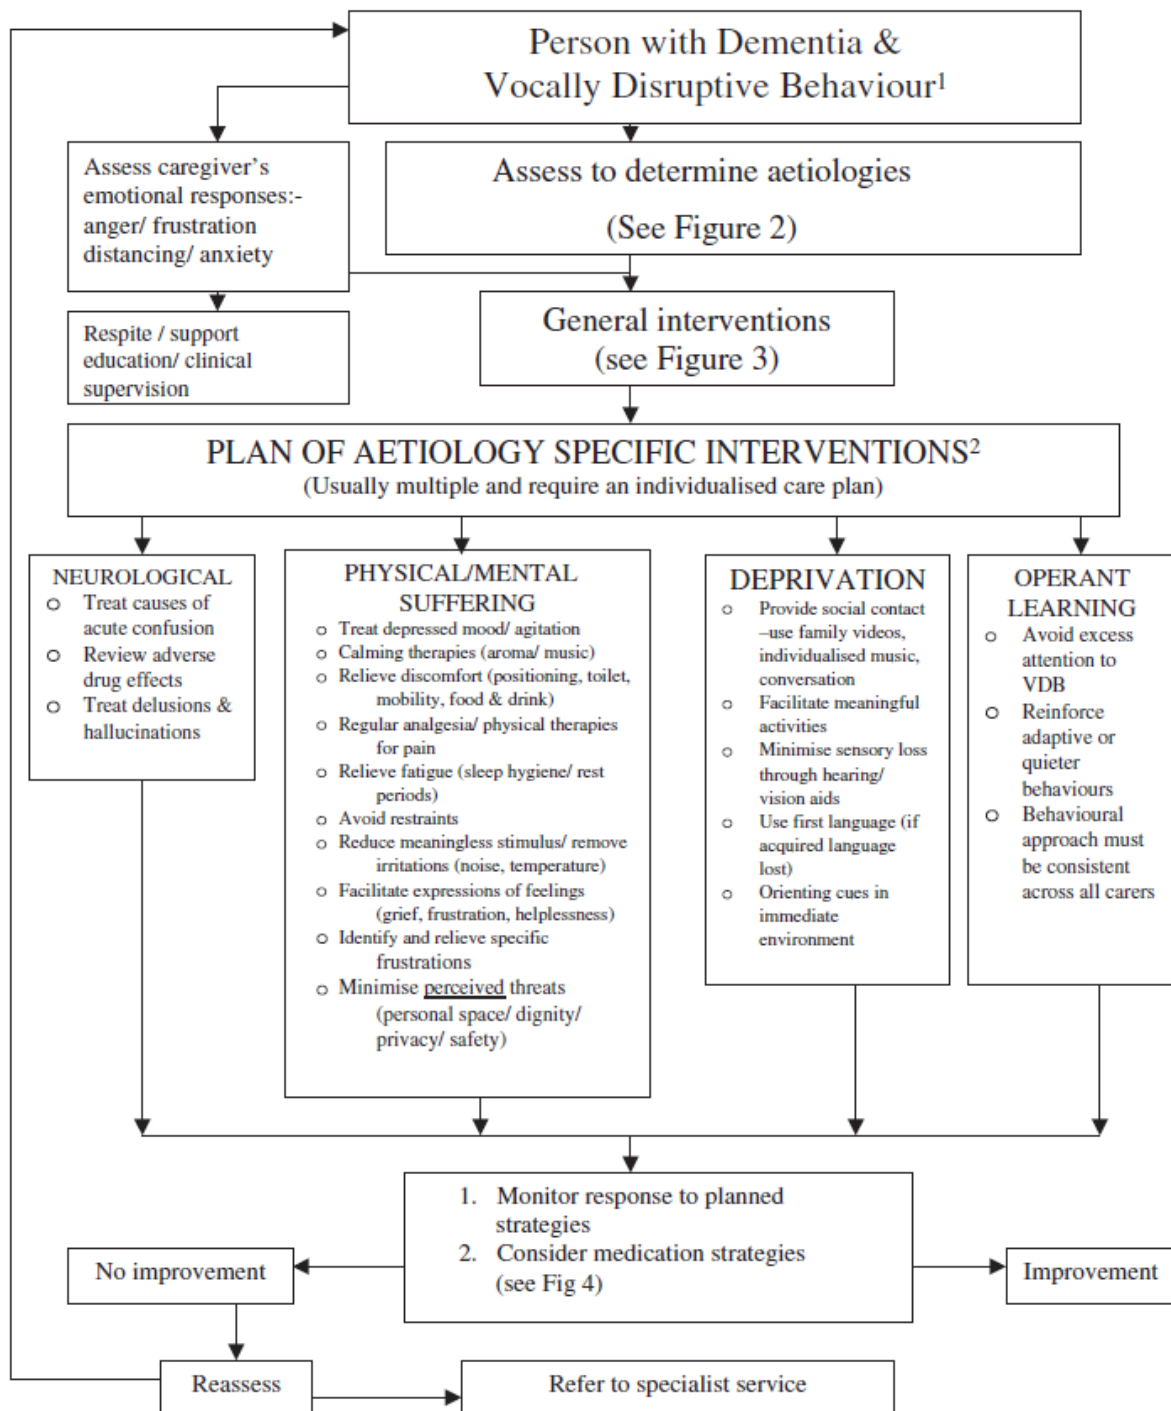 Person with Dementia &
Vocally Disruptive Behaviour¹
Assess caregiver's
emotional responses:-
anger/ frustration
distancing/ anxiety
Assess to determine aetiologies
(See Figure 2)
Respite / support
education/ clinical
supervision
General interventions
(see Figure 3)
PLAN OF AETIOLOGY SPECIFIC INTERVENTIONS²
(Usually multiple and require an individualised care plan)
NEUROLOGICAL
o Treat causes of
acute confusion
o Review adverse
drug effects
o Treat delusions &
hallucinations
PHYSICAL/MENTAL
SUFFERING
o Treat depressed mood/ agitation
o Calming therapies (aroma/ music)
o Relieve discomfort (positioning, toilet,
mobility, food & drink)
o Regular analgesia/ physical therapies
for pain
o Relieve fatigue (sleep hygiene/ rest
periods)
o Avoid restraints
o Reduce meaningless stimulus/ remove
irritations (noise, temperature)
o Facilitate expressions of feelings
(grief, frustration, helplessness)
o Identify and relieve specific
frustrations
o Minimise perceived threats
(personal space/ dignity/
privacy/ safety)
DEPRIVATION
o Provide social contact
–use family videos,
individualised music,
conversation
o Facilitate meaningful
activities
o Minimise sensory loss
through hearing/
vision aids
o Use first language (if
acquired language
lost)
o Orienting cues in
immediate
environment
OPERANT
LEARNING
o Avoid excess
attention to
VDB
o Reinforce
adaptive or
quieter
behaviours
o Behavioural
approach must
be consistent
across all carers
1. Monitor response to planned
strategies
2. Consider medication strategies
(see Fig 4)
No improvement
Improvement
Reassess
Refer to specialist service